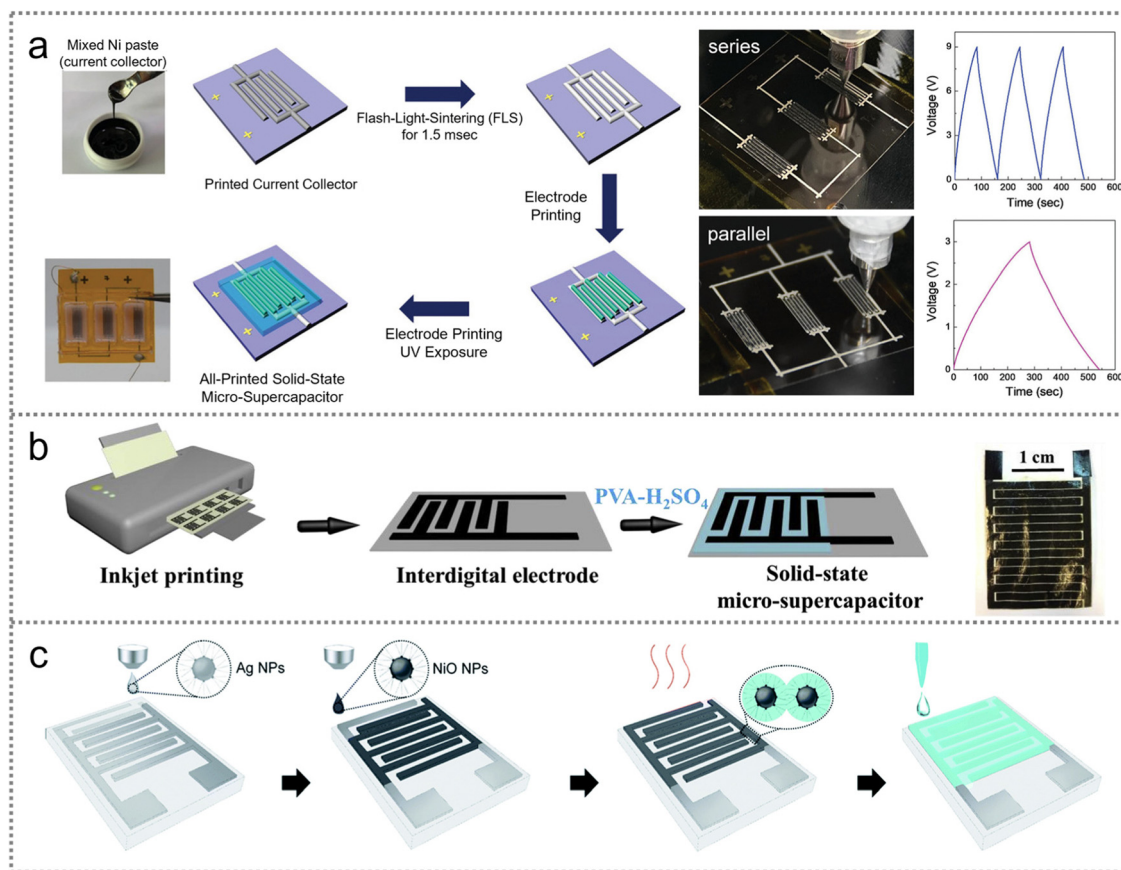 a
Mixed Ni paste
(current collector)
Printed Current Collector
Flash-Light-Sintering (FLS)
for 1.5 msec
Electrode
Printing
Electrode Printing
UV Exposure
All-Printed Solid-State
Micro-Supercapacitor
series
9
6
3
0
Voltage (V)
0 100 200 300 400 500 600
Time (sec)
parallel
3
2
1
0
Voltage (V)
0 100 200 300 400 500 600
Time (sec)
b
Inkjet printing
Interdigital electrode
PVA-H₂SO₄
Solid-state
micro-supercapacitor
1 cm
c
Ag NPs
NiO NPs